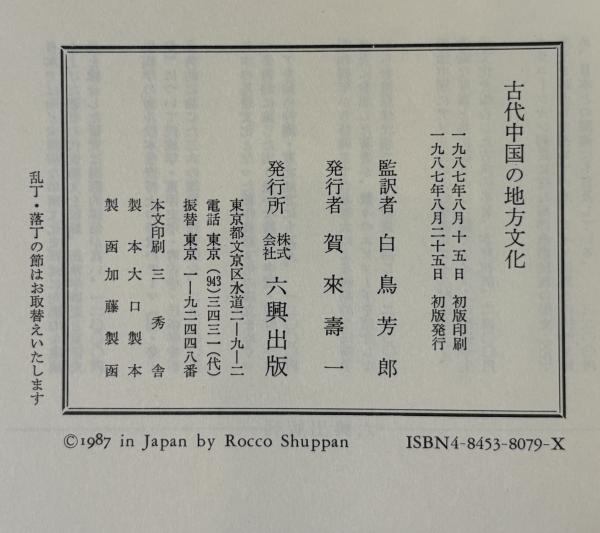 古代中国の地方文化
一九八七年八月十五日 初版印刷
一九八七年八月二十五日 初版発行
監訳者 白鳥芳郎
発行者 賀來壽一
発行所 株式会社 六興出版
東京都文京区水道二―九―二
電話 東京(943)三四三一(代)
振替 東京 一―九二四四八番
本文印刷 三秀舎
製本 大口製本
製函 加藤製函
乱丁・落丁の節はお取替えいたします
©1987 in Japan by Rocco Shuppan
ISBN4-8453-8079-X